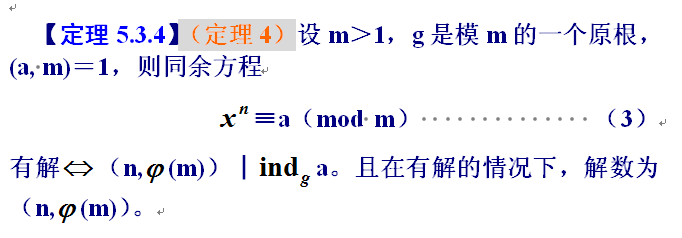 【定理 5.3.4】（定理 4）设 m＞1，g 是模 m 的一个原根，
(a, m)＝1，则同余方程
xⁿ≡a（mod m）……………（3）
有解⇔（n,φ(m)）｜ind_g a。且在有解的情况下，解数为
（n,φ(m)）。